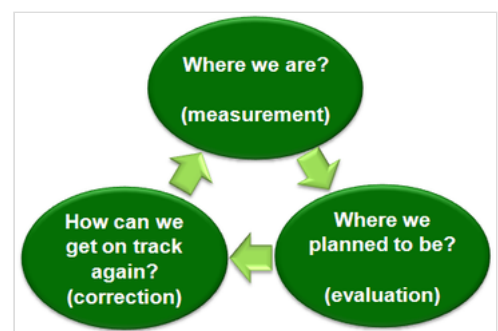 Where we are?
(measurement)
Where we
planned to be?
(evaluation)
How can we
get on track
again?
(correction)